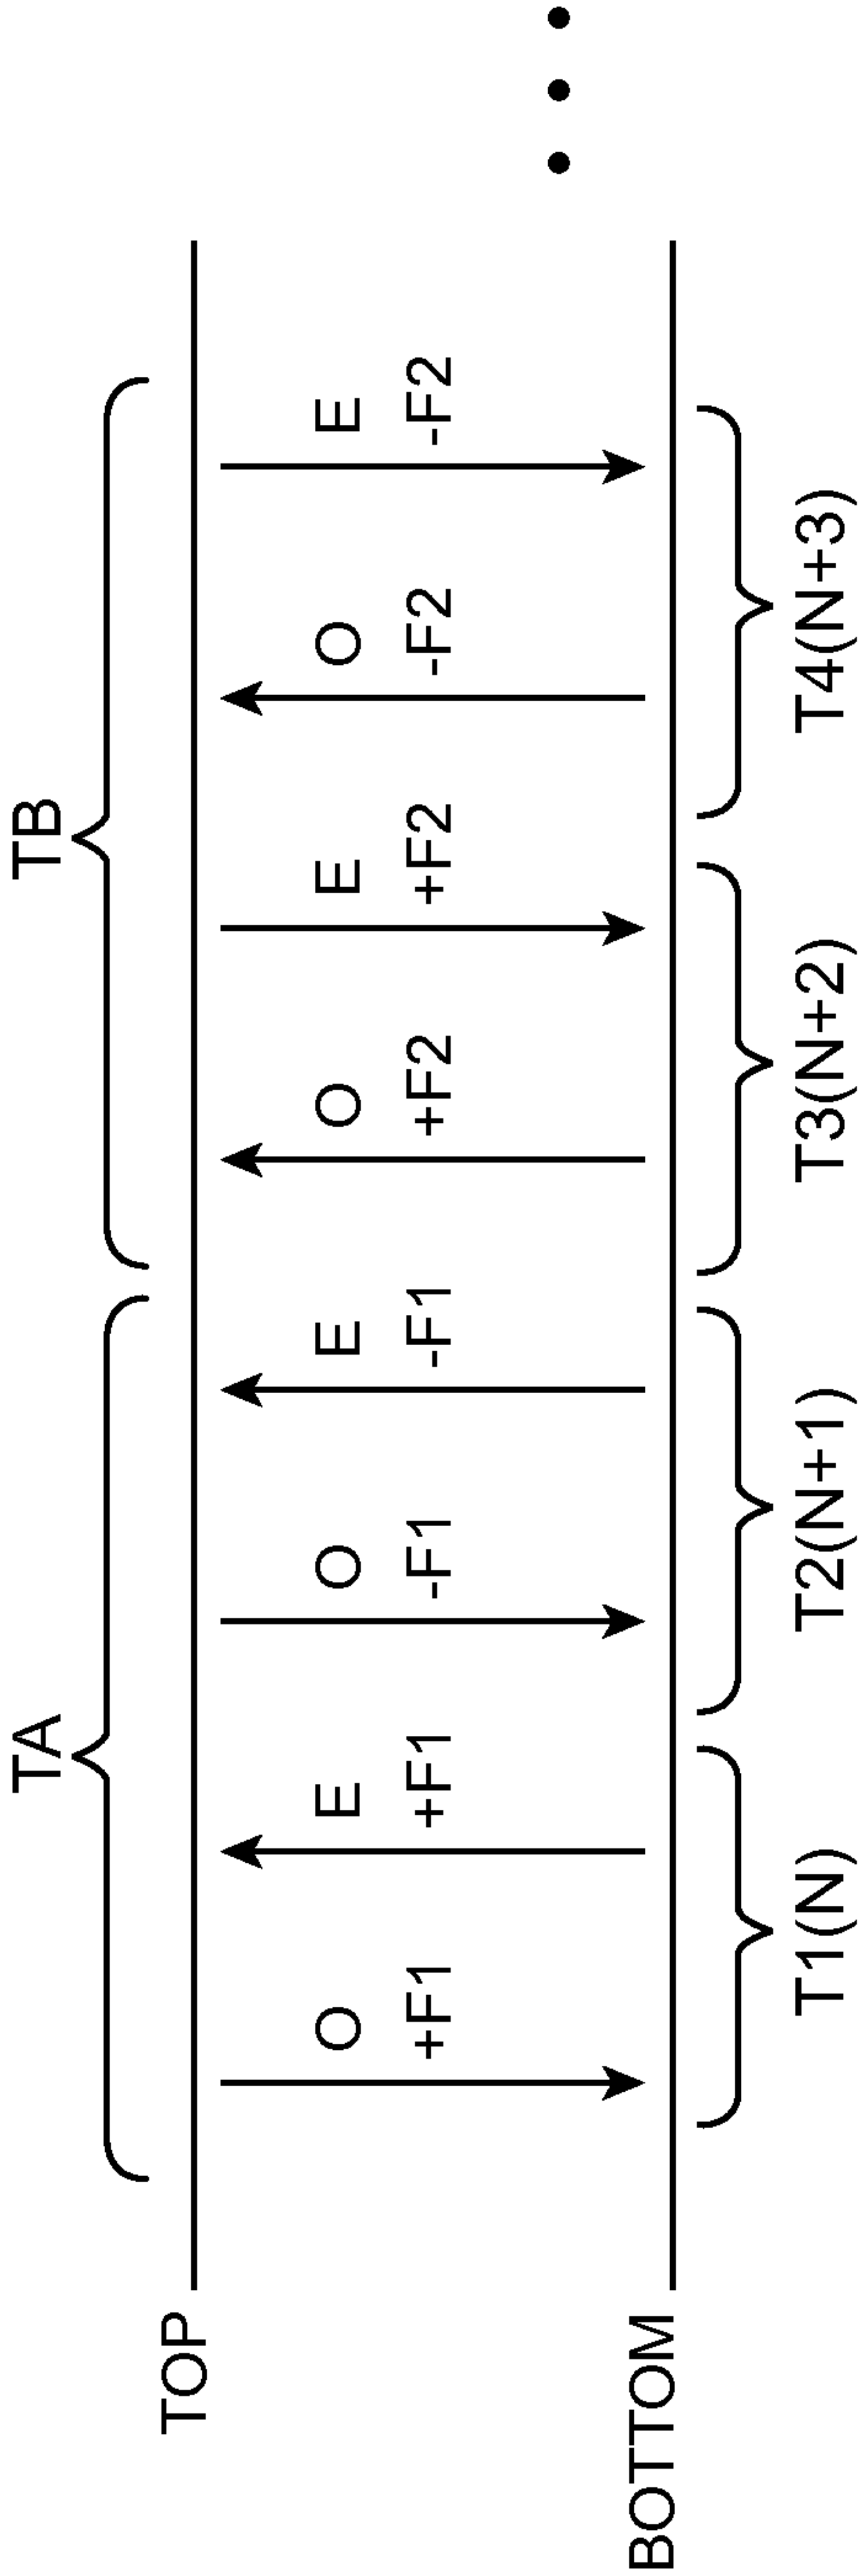 TA TB
TOP
O E O E O E O E
+F1 +F1 -F1 -F1 +F2 +F2 -F2 -F2
BOTTOM
T1(N) T2(N+1) T3(N+2) T4(N+3)